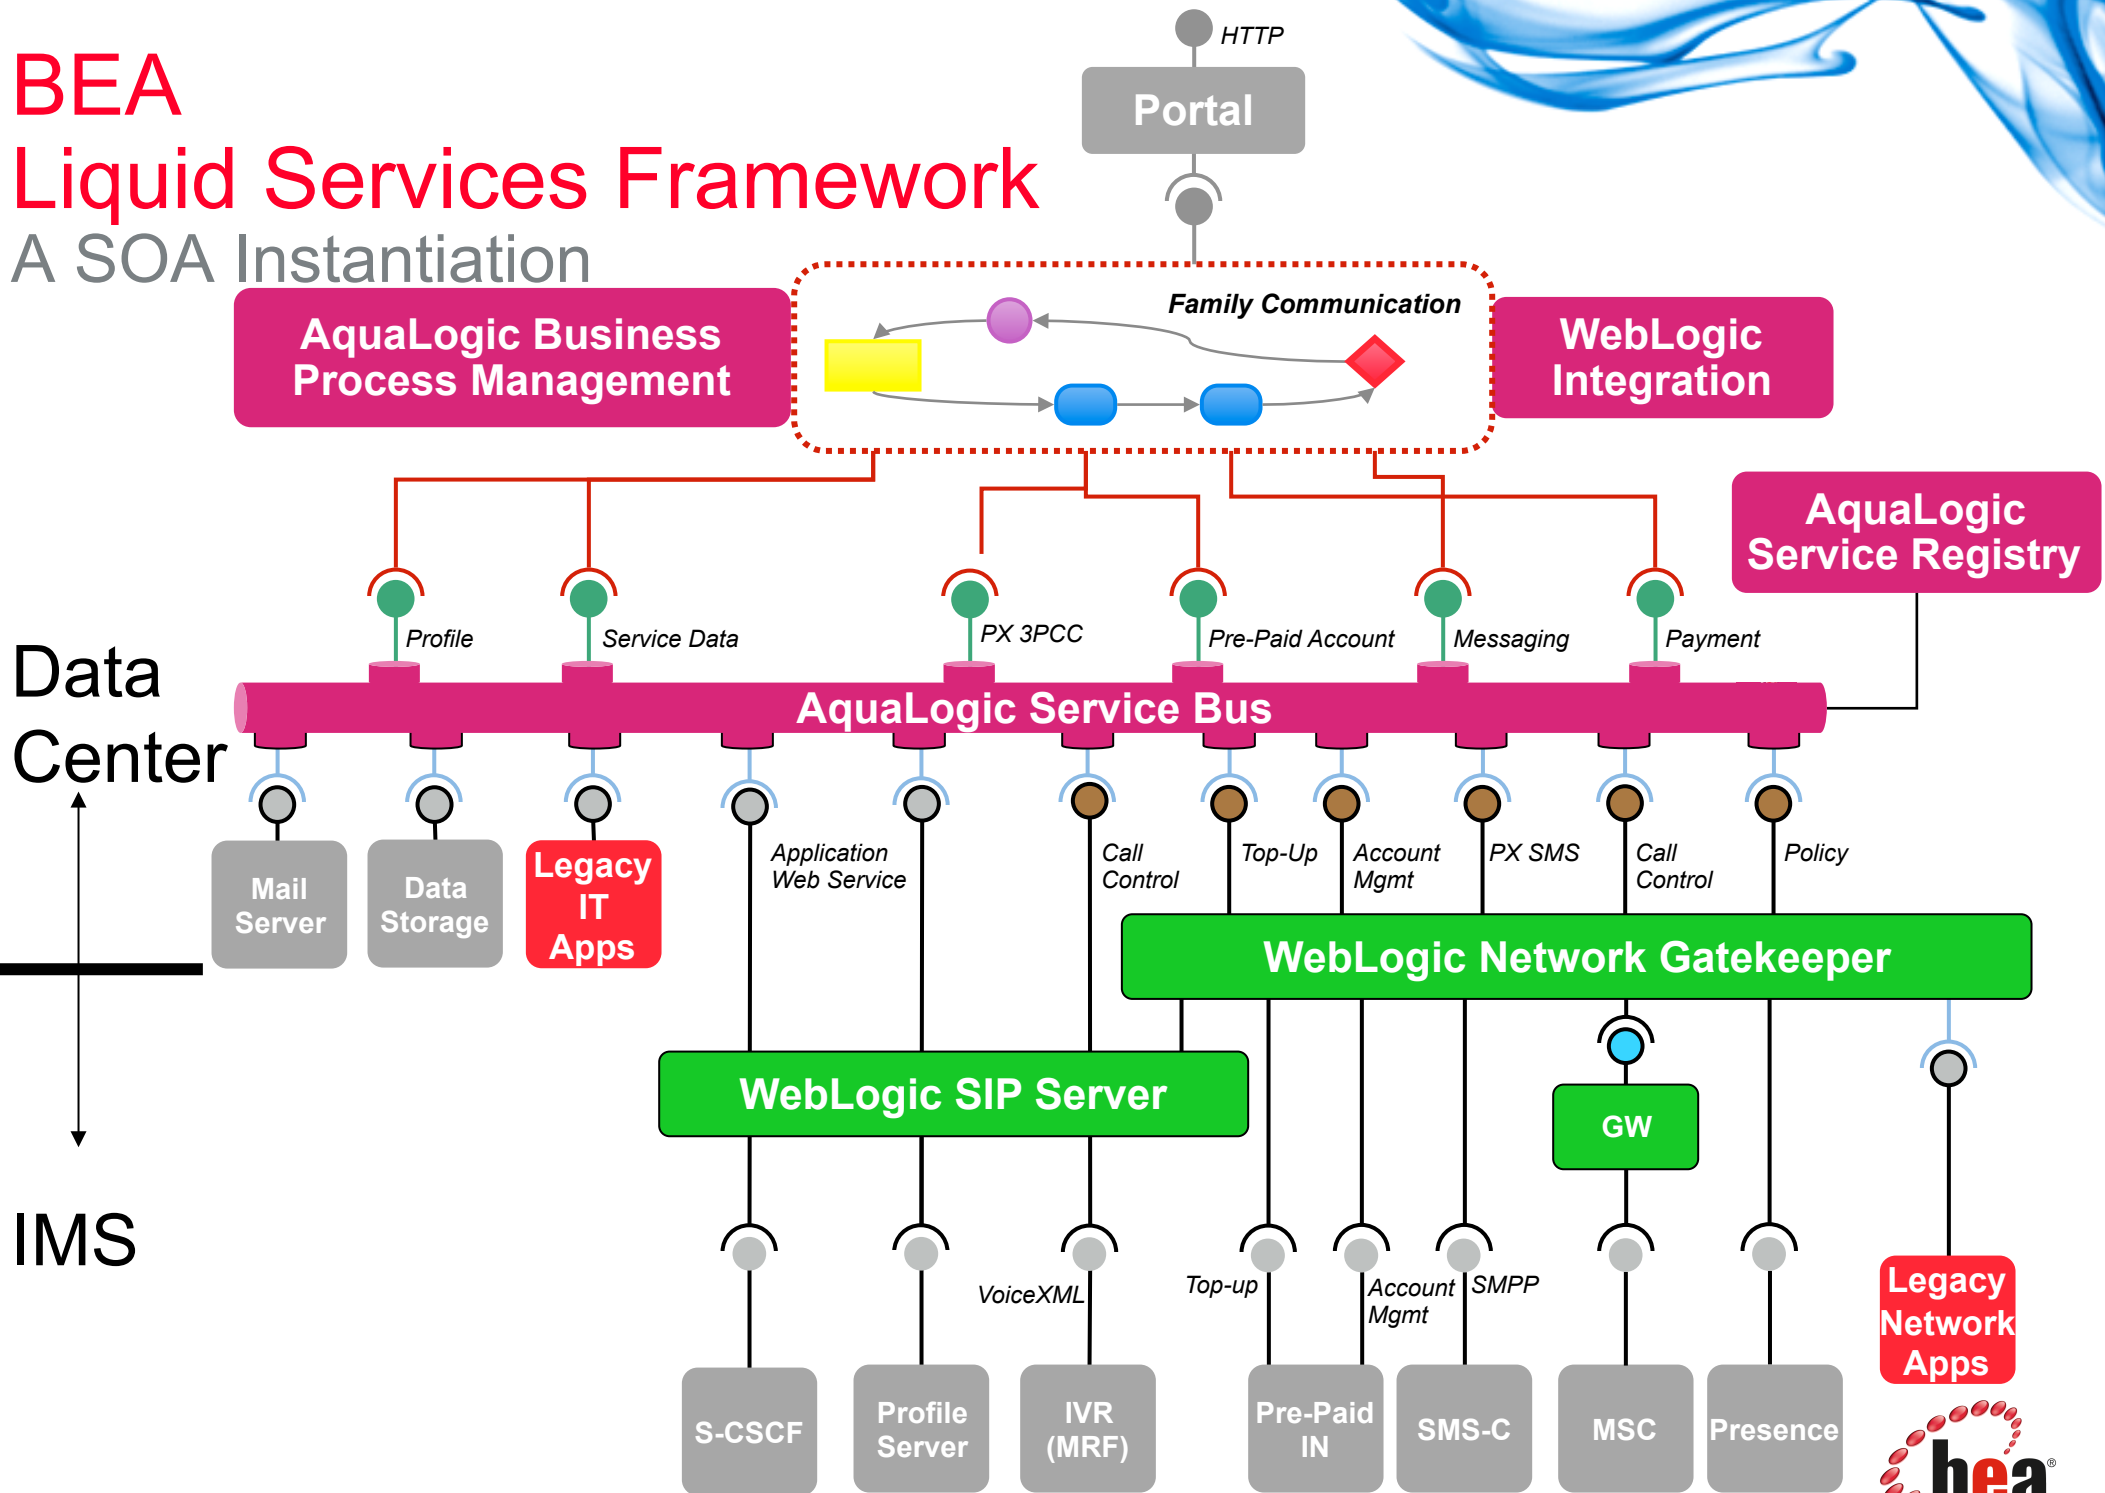 HTTP
BEA
Portal
Liquid Services Framework
A SOA Instantiation
AquaLogic Business
Process Management
Family Communication
WebLogic
Integration
AquaLogic
Service Registry
Profile
Service Data
PX 3PCC
Pre-Paid Account
Messaging
Payment
Data
Center
AquaLogic Service Bus
Mail
Server
Data
Storage
Legacy
IT
Apps
Application
Web Service
Call
Control
Top-Up
Account
Mgmt
PX SMS
Call
Control
Policy
WebLogic Network Gatekeeper
WebLogic SIP Server
GW
IMS
VoiceXML
Top-up
Account
Mgmt
SMPP
Legacy
Network
Apps
S-CSCF
Profile
Server
IVR
(MRF)
Pre-Paid
IN
SMS-C
MSC
Presence
bea®